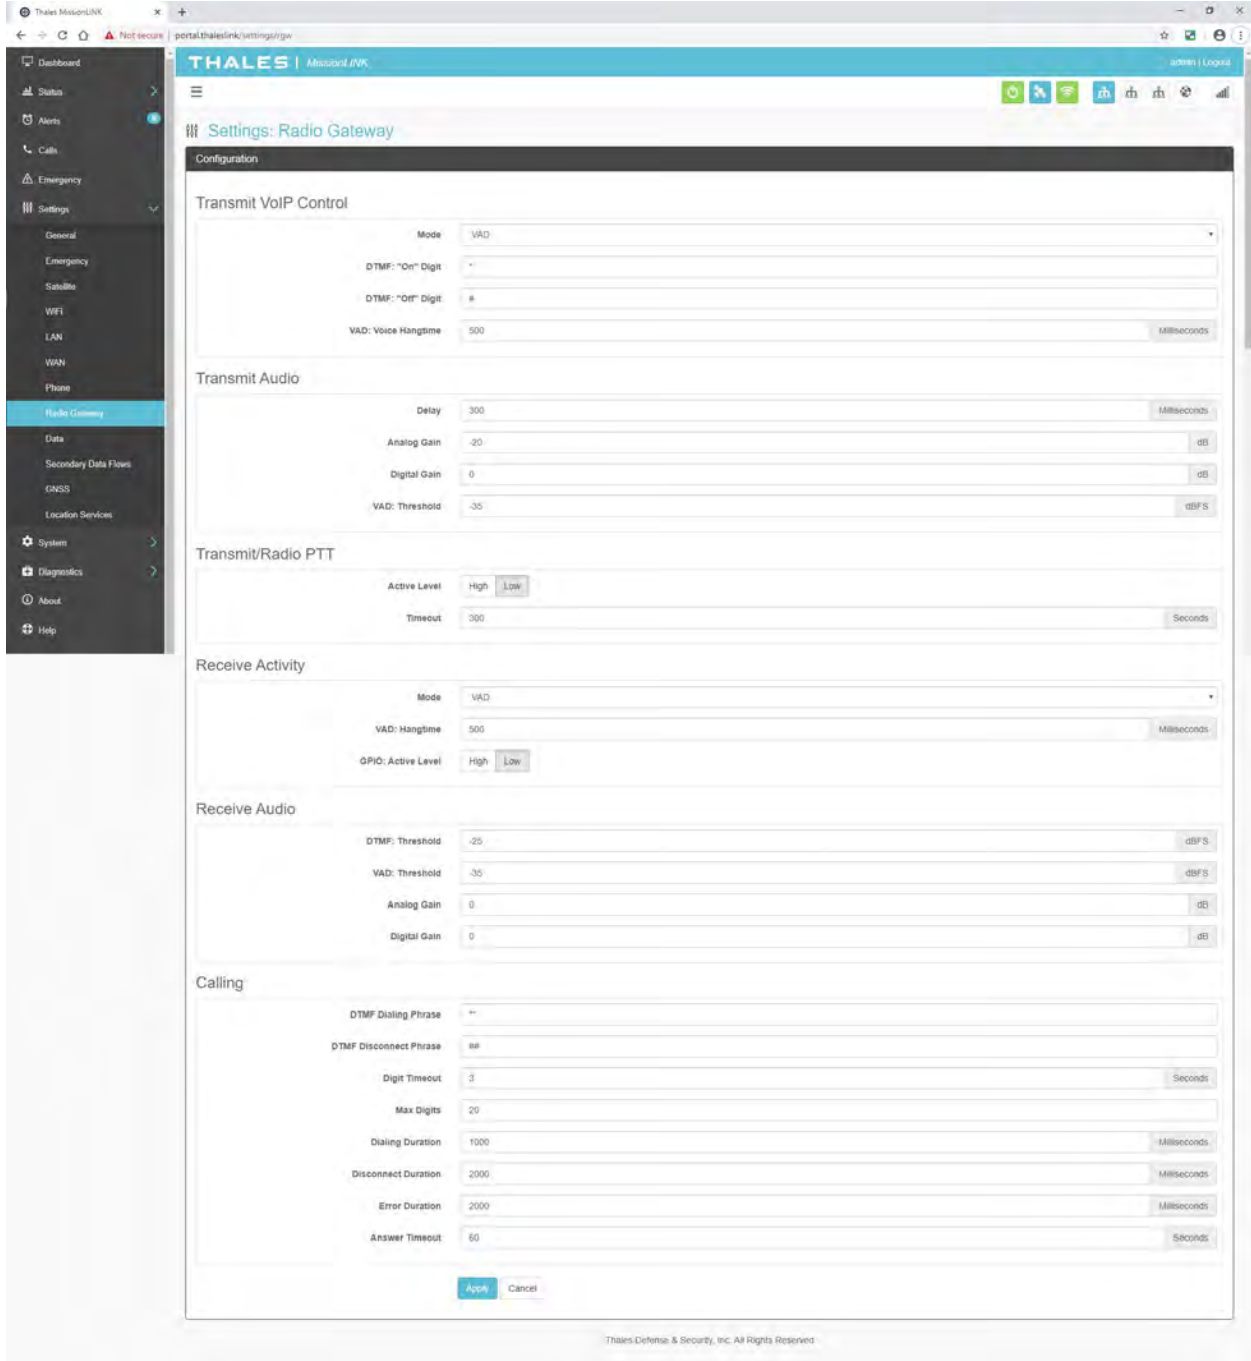 Thales MissionLINK × +
Not secure | portal.thaleslink/settings/rgw
Dashboard
Status
Alerts
Calls
Emergency
Settings
General
Emergency
Satellite
WiFi
LAN
WAN
Phone
Radio Gateway
Data
Secondary Data Flows
GNSS
Location Services
System
Diagnostics
About
Help
THALES | MissionLINK
admin | Logout
Settings: Radio Gateway
Configuration
Transmit VoIP Control
Mode VAD
DTMF: "On" Digit *
DTMF: "Off" Digit #
VAD: Voice Hangtime 500 Milliseconds
Transmit Audio
Delay 300 Milliseconds
Analog Gain -20 dB
Digital Gain 0 dB
VAD: Threshold -35 dBFS
Transmit/Radio PTT
Active Level High Low
Timeout 300 Seconds
Receive Activity
Mode VAD
VAD: Hangtime 500 Milliseconds
GPIO: Active Level High Low
Receive Audio
DTMF: Threshold -25 dBFS
VAD: Threshold -35 dBFS
Analog Gain 0 dB
Digital Gain 0 dB
Calling
DTMF Dialing Phrase **
DTMF Disconnect Phrase ##
Digit Timeout 3 Seconds
Max Digits 20
Dialing Duration 1000 Milliseconds
Disconnect Duration 2000 Milliseconds
Error Duration 2000 Milliseconds
Answer Timeout 60 Seconds
Apply Cancel
Thales Defense & Security, Inc. All Rights Reserved